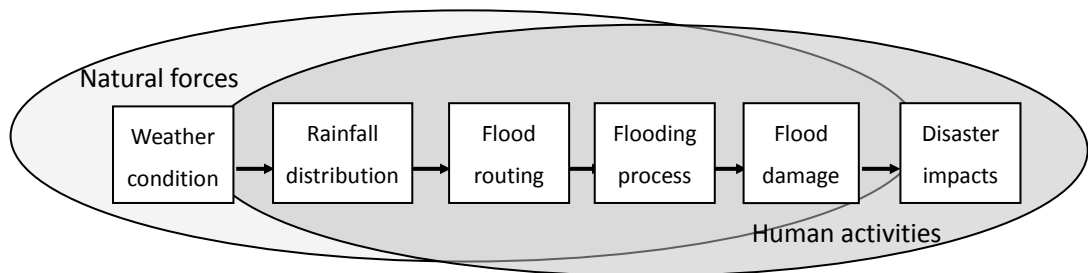 Natural forces
Weather
condition
Rainfall
distribution
Flood
routing
Flooding
process
Flood
damage
Disaster
impacts
Human activities